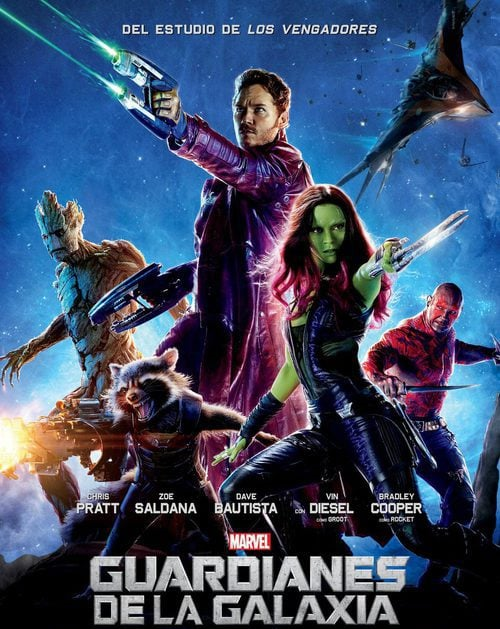 DEL ESTUDIO DE LOS VENGADORES
CHRIS PRATT
ZOE SALDANA
DAVE BAUTISTA
CON VIN DIESEL COMO GROOT
BRADLEY COOPER COMO ROCKET
MARVEL
GUARDIANES
DE LA GALAXIA